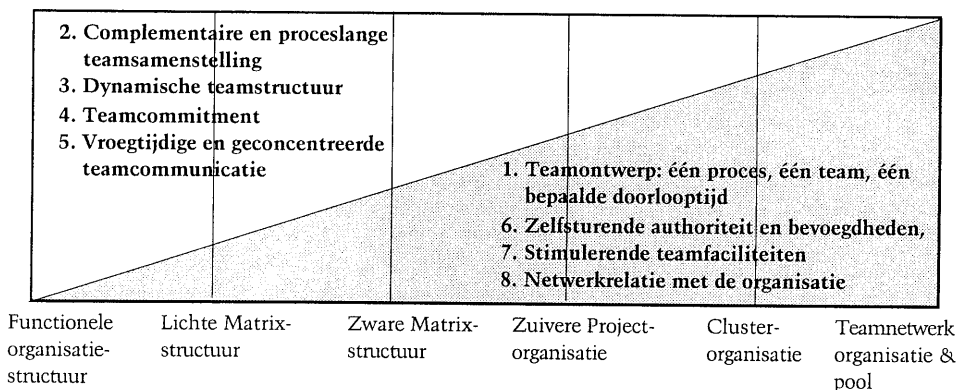 2. Complementaire en proceslange
teamsamenstelling
3. Dynamische teamstructuur
4. Teamcommitment
5. Vroegtijdige en geconcentreerde
teamcommunicatie
1. Teamontwerp: één proces, één team, één
bepaalde doorlooptijd
6. Zelfsturende authoriteit en bevoegdheden,
7. Stimulerende teamfaciliteiten
8. Netwerkrelatie met de organisatie
Functionele
organisatie-
structuur
Lichte Matrix-
structuur
Zware Matrix-
structuur
Zuivere Project-
organisatie
Cluster-
organisatie
Teamnetwerk
organisatie &
pool